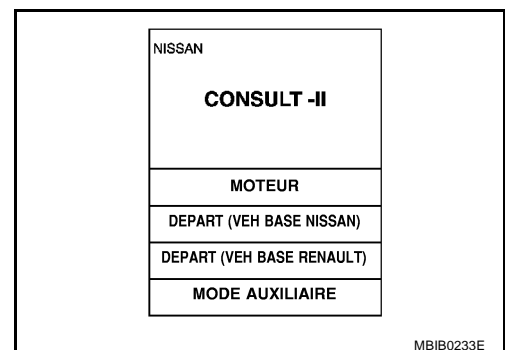 NISSAN
CONSULT -II
MOTEUR
DEPART (VEH BASE NISSAN)
DEPART (VEH BASE RENAULT)
MODE AUXILIAIRE
MBIB0233E